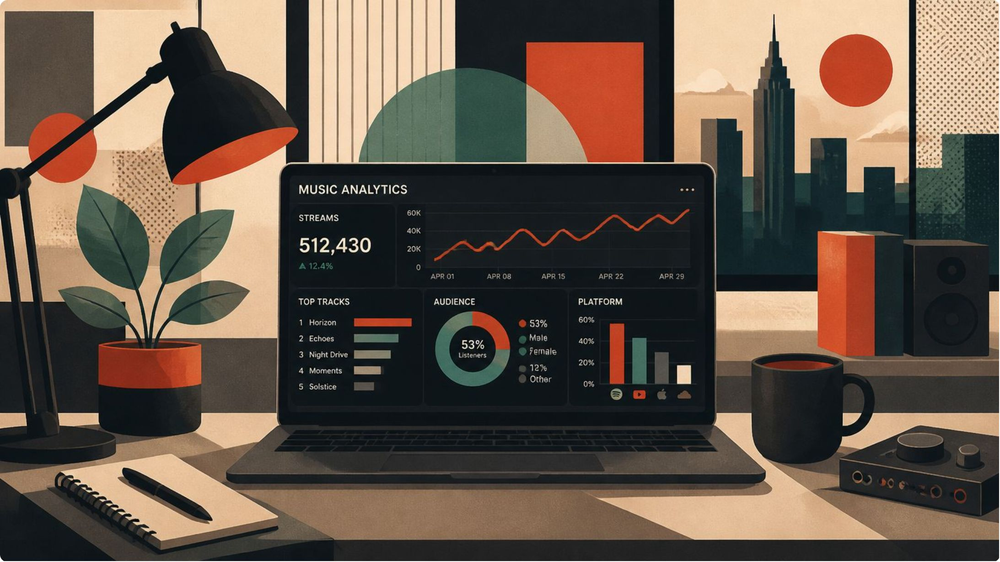 MUSIC ANALYTICS
STREAMS
512,430
12.4%
60K
40K
20K
0
APR 01 APR 08 APR 15 APR 22 APR 29
TOP TRACKS
1 Horizon
2 Echoes
3 Night Drive
4 Moments
5 Solstice
AUDIENCE
53%
Listeners
53%
Male
Female
12%
Other
PLATFORM
60%
40%
20%
0%